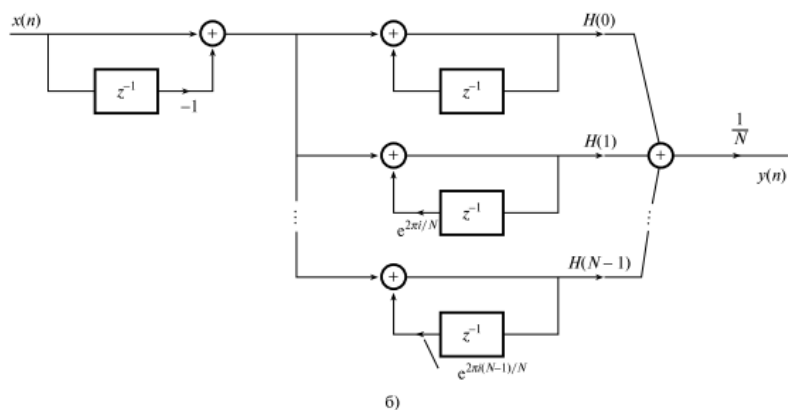 x(n)
H(0)
z⁻¹
–1
z⁻¹
H(1)
1/N
y(n)
z⁻¹
e^{2πi/N}
⋮
⋮
H(N – 1)
z⁻¹
e^{2πi(N–1)/N}
б)